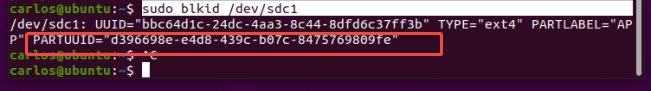 carlos@ubuntu:~$ sudo blkid /dev/sdc1
/dev/sdc1: UUID="bbc64d1c-24dc-4aa3-8c44-8dfd6c37ff3b" TYPE="ext4" PARTLABEL="AP
P" PARTUUID="d396698e-e4d8-439c-b07c-8475769809fe"
carlos@ubuntu:~$ ^C
carlos@ubuntu:~$